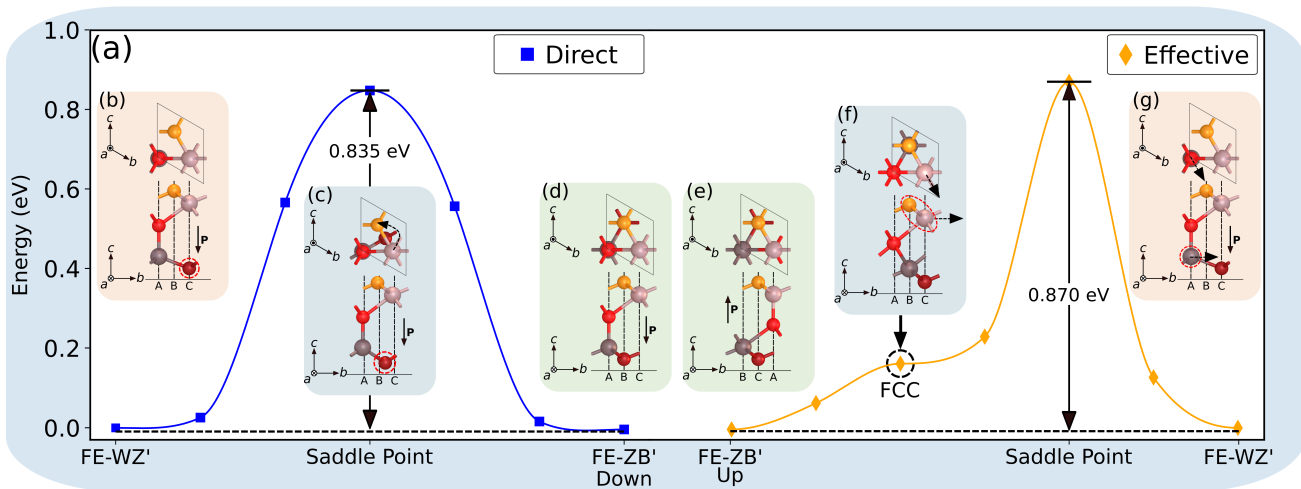 (a)
Direct
Effective
Energy (eV)
1.0
0.8
0.6
0.4
0.2
0.0
(b)
c
a
b
c
P
a
b
A B C
0.835 eV
(c)
c
a
b
c
P
a
b
A B C
(d)
c
a
b
c
P
a
b
A B C
(e)
c
a
b
c
P
a
b
B C A
(f)
c
a
b
c
a
b
A B C
FCC
0.870 eV
(g)
c
a
b
c
P
a
b
A B C
FE-WZ'
Saddle Point
FE-ZB'
Down
FE-ZB'
Up
Saddle Point
FE-WZ'